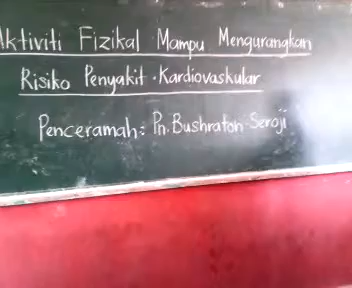 Aktiviti Fizikal Mampu Mengurangkan
Risiko Penyakit Kardiovaskular
Penceramah: Pn. Bushraton Seroji